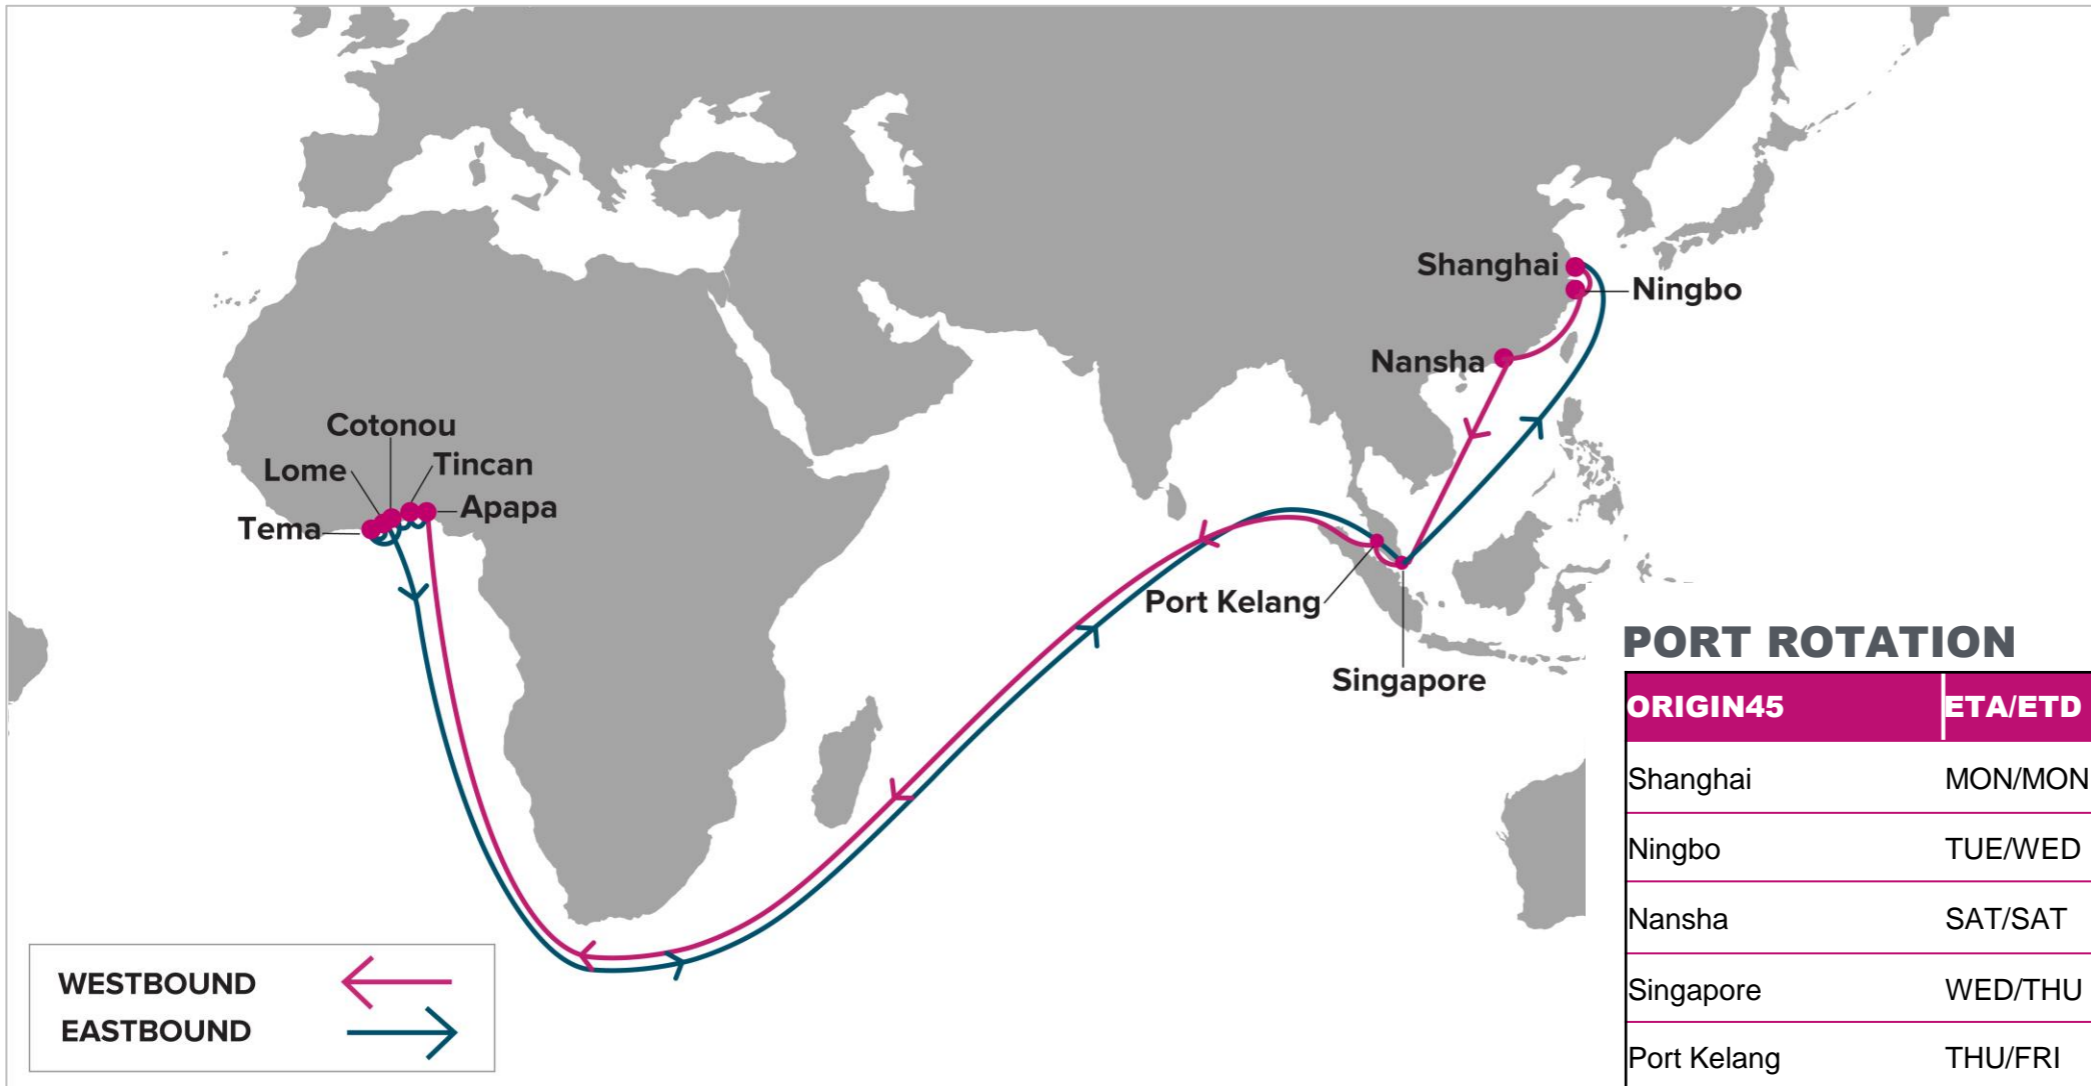 Shanghai
Ningbo
Nansha
Cotonou
Lome
Tincan
Apapa
Tema
Port Kelang
Singapore
WESTBOUND
EASTBOUND
PORT ROTATION
ORIGIN45 ETA/ETD
Shanghai MON/MON
Ningbo TUE/WED
Nansha SAT/SAT
Singapore WED/THU
Port Kelang THU/FRI